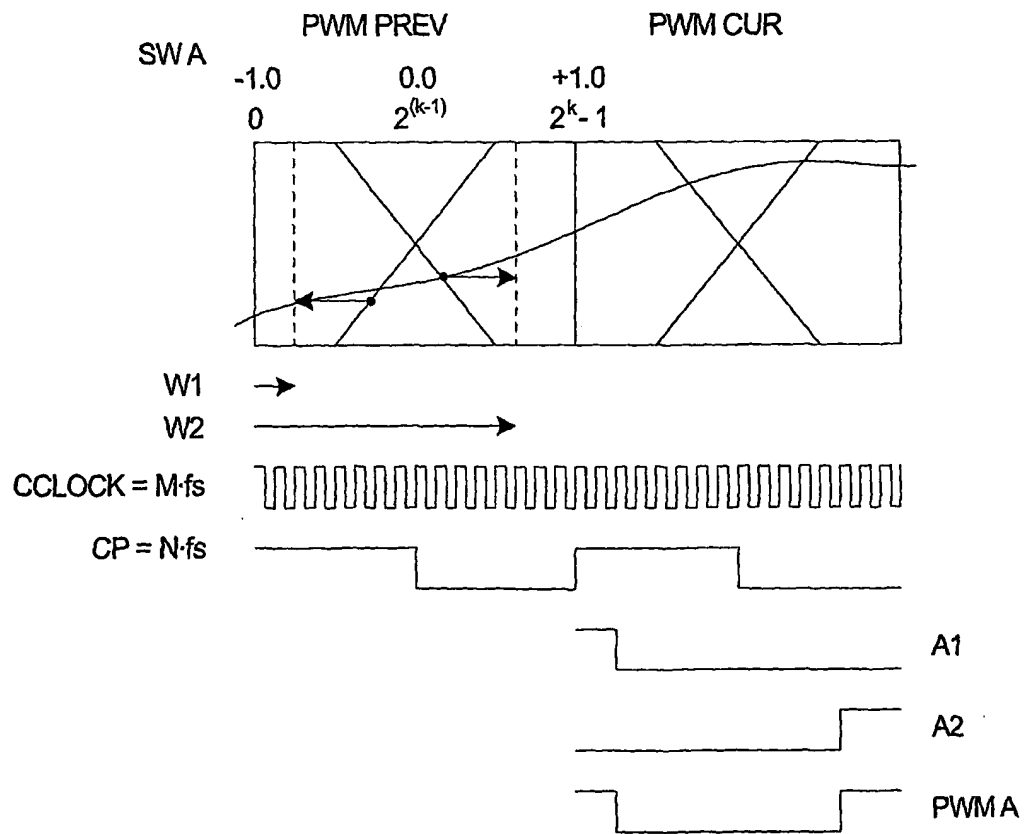 PWM PREV PWM CUR
SW A
-1.0 0.0 +1.0
0 2^(k-1) 2^k - 1
W1
W2
CCLOCK = M·fs
CP = N·fs
A1
A2
PWM A